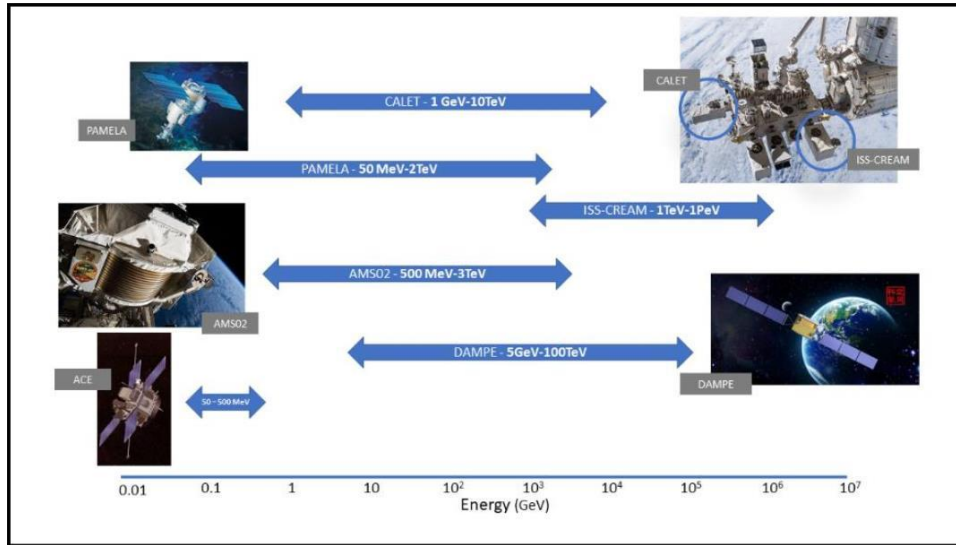 CALET - 1 GeV-10TeV
CALET
PAMELA
ISS-CREAM
PAMELA - 50 MeV-2TeV
ISS-CREAM - 1TeV-1PeV
AMS02 - 500 MeV-3TeV
AMS02
DAMPE - 5GeV-100TeV
ACE
DAMPE
50 – 500 MeV
0.01 0.1 1 10 10² 10³ 10⁴ 10⁵ 10⁶ 10⁷
Energy (GeV)